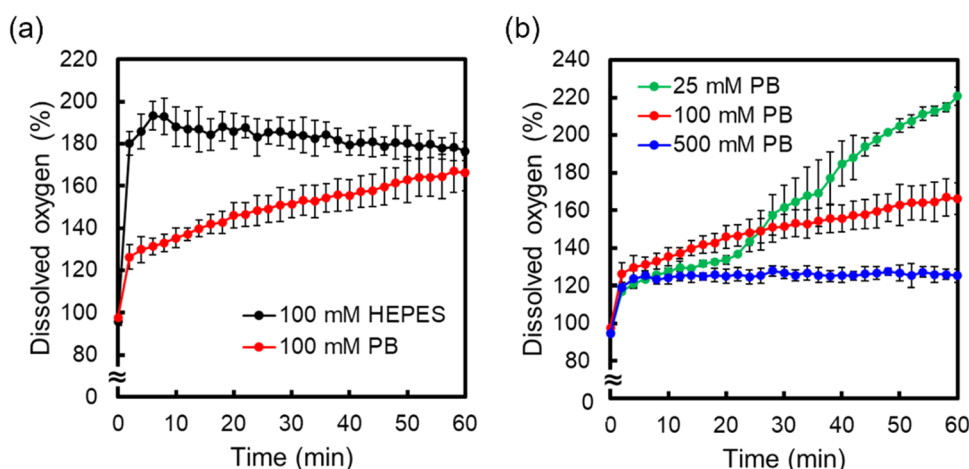 (a)
220
200
180
160
140
120
100
80
0
Dissolved oxygen (%)
100 mM HEPES
100 mM PB
0 10 20 30 40 50 60
Time (min)
(b)
240
220
200
180
160
140
120
100
80
0
Dissolved oxygen (%)
25 mM PB
100 mM PB
500 mM PB
0 10 20 30 40 50 60
Time (min)